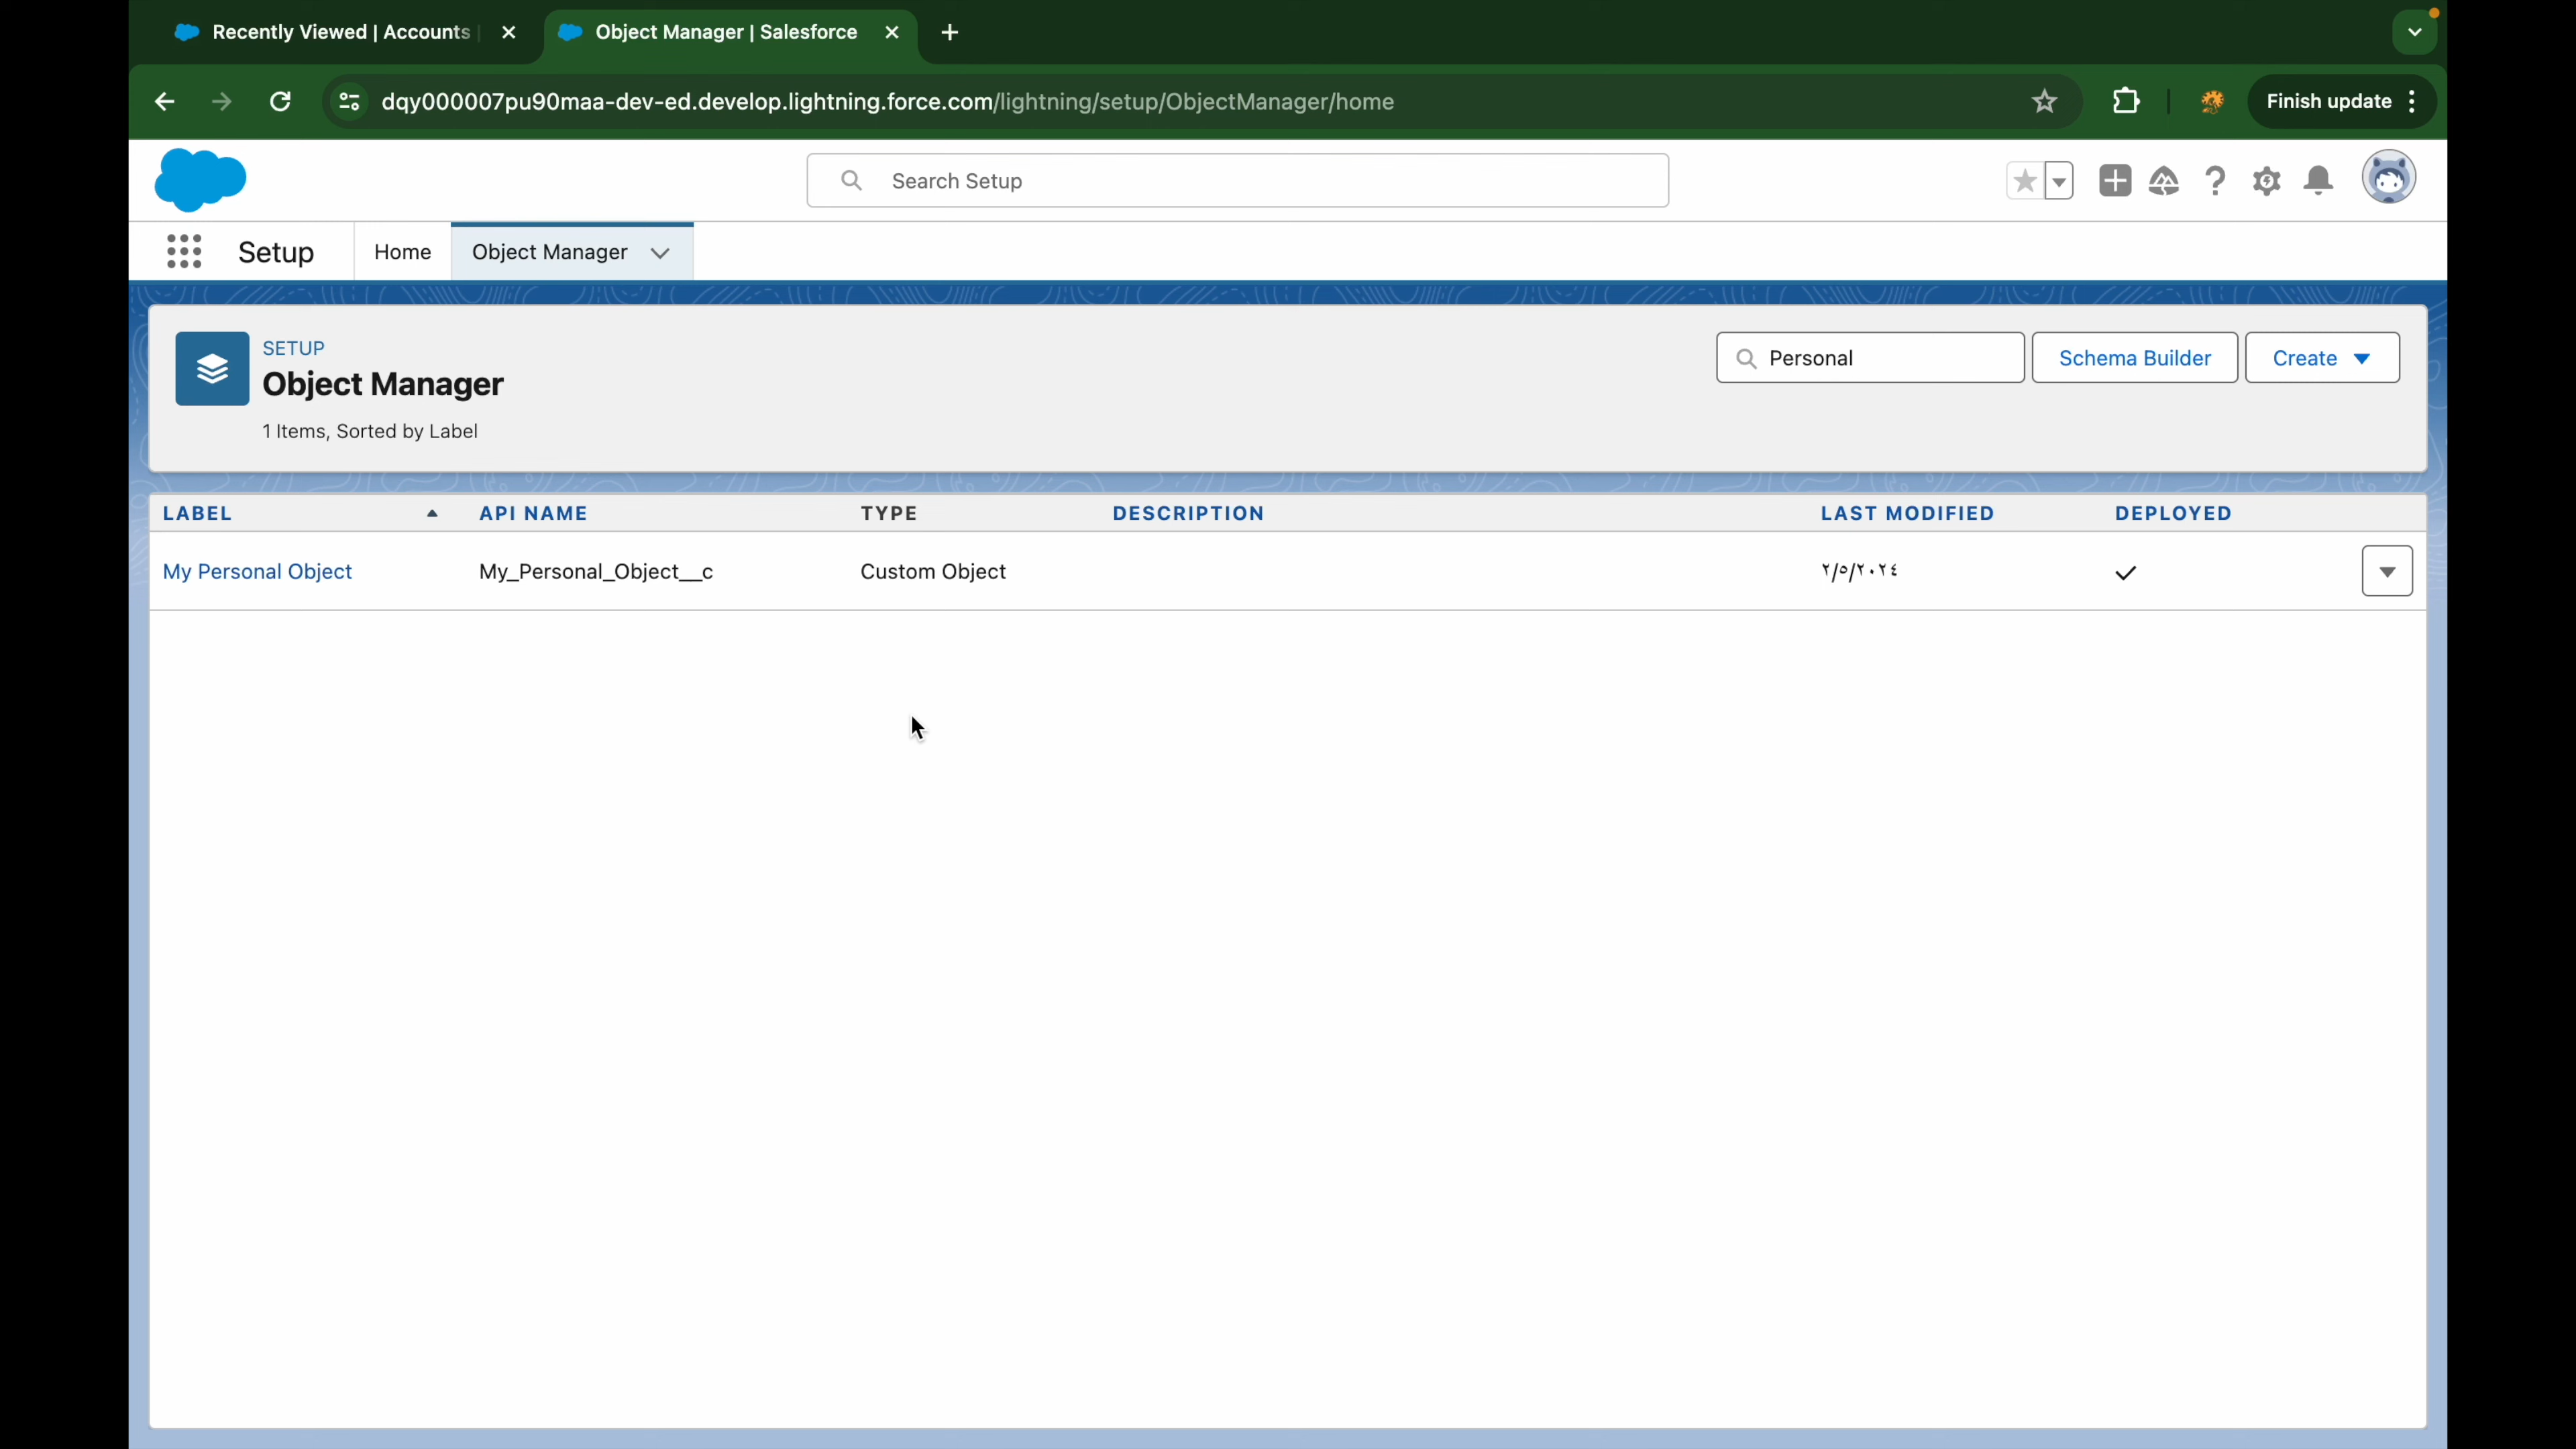 Recently Viewed | Accounts
Object Manager | Salesforce
dqy000007pu90maa-dev-ed.develop.lightning.force.com/lightning/setup/ObjectManager/home
Finish update
Search Setup
Setup
Home
Object Manager
SETUP
Object Manager
1 Items, Sorted by Label
Personal
Schema Builder
Create
LABEL API NAME TYPE DESCRIPTION LAST MODIFIED DEPLOYED
My Personal Object My_Personal_Object__c Custom Object ٢/٥/٢٠٢٤